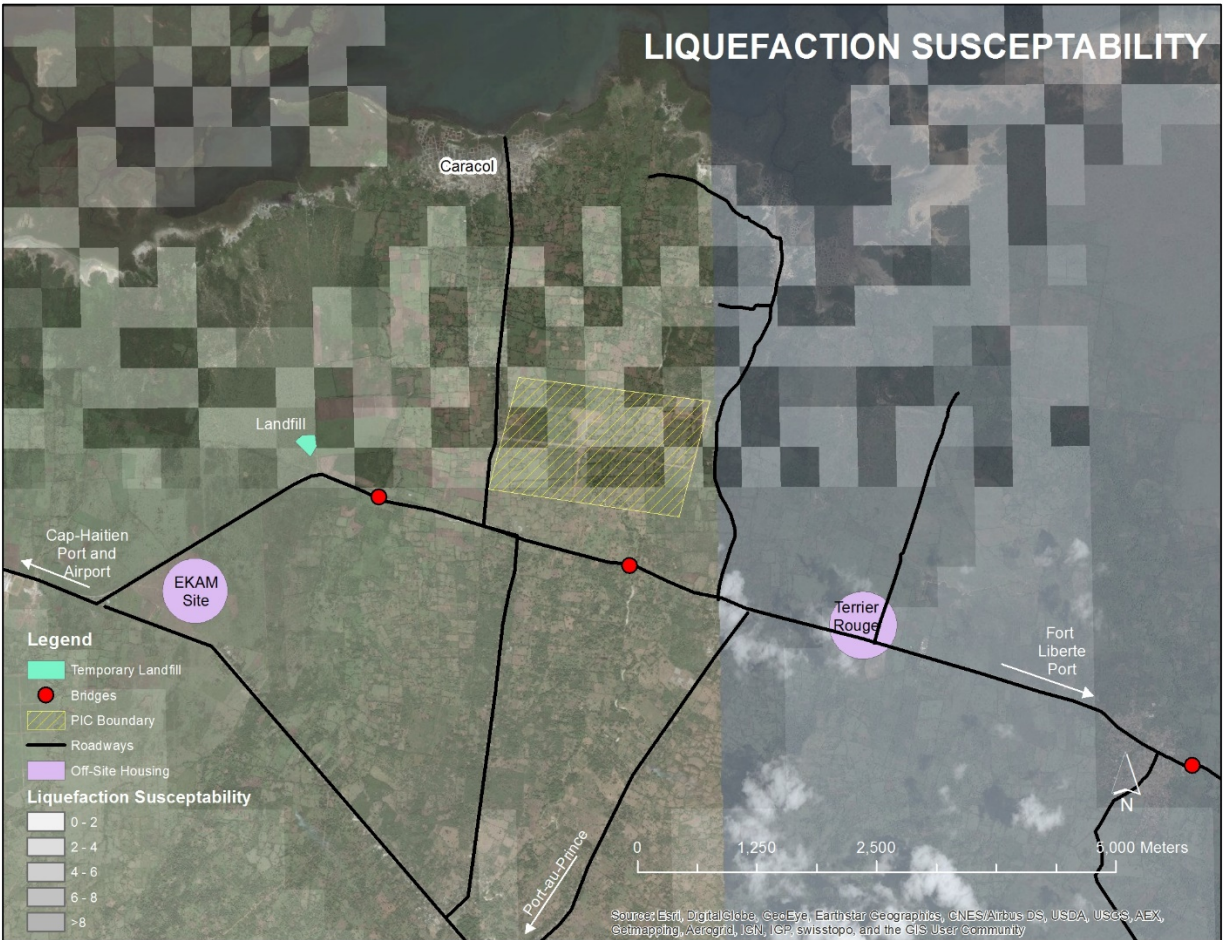 LIQUEFACTION SUSCEPTABILITY
Caracol
Landfill
Cap-Haitien
Port and
Airport
EKAM
Site
Terrier
Rouge
Fort
Liberte
Port
Legend
Temporary Landfill
Bridges
PIC Boundary
Roadways
Off-Site Housing
Liquefaction Susceptability
0 - 2
2 - 4
4 - 6
6 - 8
>8
Port-au-Prince
N
0 1,250 2,500 5,000 Meters
Source: Esri, DigitalGlobe, GeoEye, Earthstar Geographics, CNES/Airbus DS, USDA, USGS, AEX,
Getmapping, Aerogrid, IGN, IGP, swisstopo, and the GIS User Community